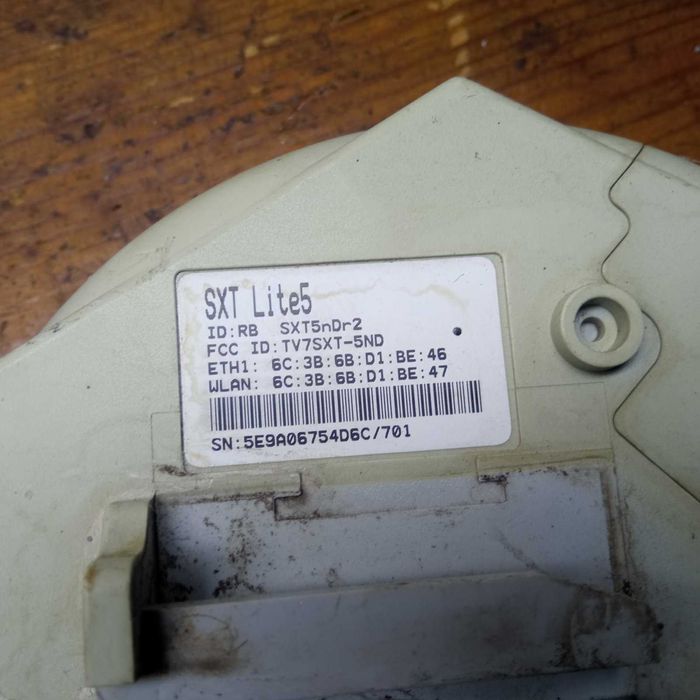 SXT Lite5
ID:RB SXT5nDr2
FCC ID:TV7SXT-5ND
ETH1: 6C:3B:6B:D1:BE:46
WLAN: 6C:3B:6B:D1:BE:47
SN:5E9A06754D6C/701